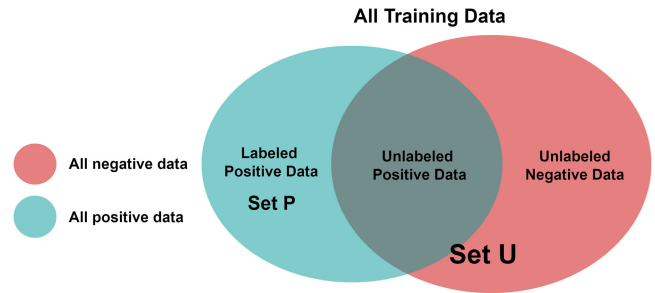 All Training Data
All negative data
All positive data
Labeled
Positive Data
Set P
Unlabeled
Positive Data
Unlabeled
Negative Data
Set U